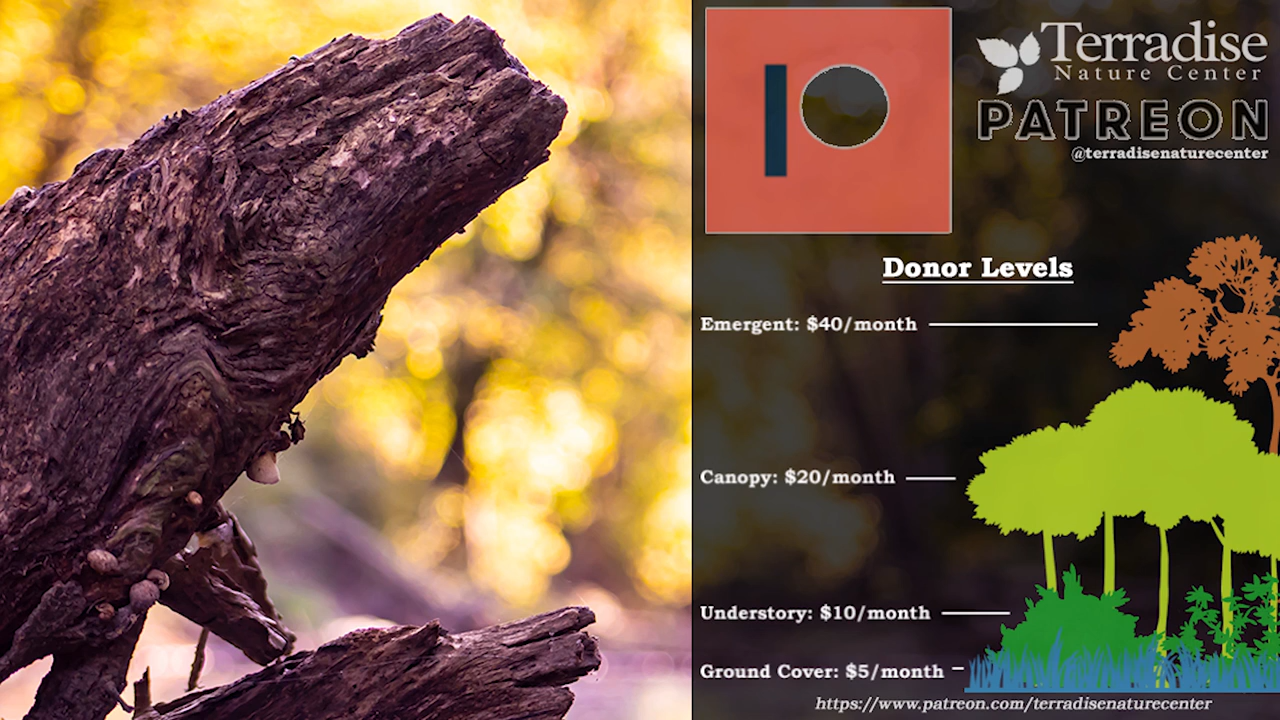 Terradise
Nature Center
PATREON
@terradisenaturecenter
Donor Levels
Emergent: $40/month
Canopy: $20/month
Understory: $10/month
Ground Cover: $5/month
https://www.patreon.com/terradisenaturecenter